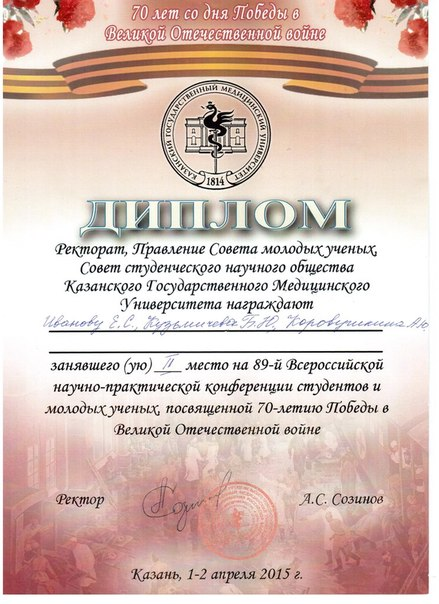 70 лет со дня Победы в
Великой Отечественной войне
КАЗАНСКИЙ ГОСУДАРСТВЕННЫЙ МЕДИЦИНСКИЙ УНИВЕРСИТЕТ
1814
ДИПЛОМ
Ректорат, Правление Совета молодых ученых,
Совет студенческого научного общества
Казанского Государственного Медицинского
Университета награждают
Иванову Е.С., Кузьмичева Б.Ю., Коровушкина
занявшего (ую) II место на 89-й Всероссийской
научно-практической конференции студентов и
молодых ученых, посвященной 70-летию Победы в
Великой Отечественной войне
Ректор А.С. Созинов
Казань, 1-2 апреля 2015 г.